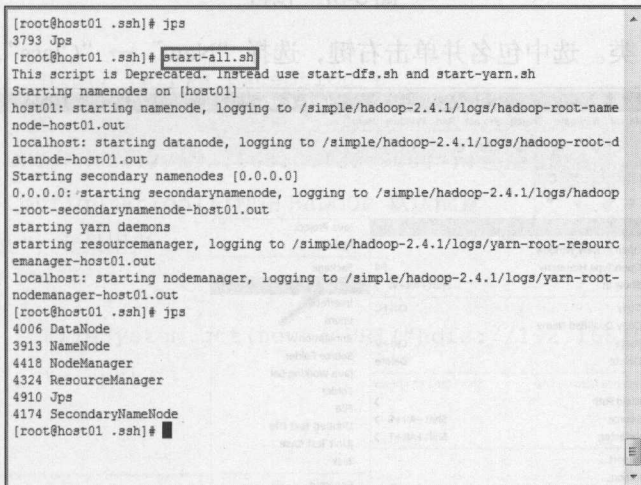 [root@host01 .ssh]# jps
3793 Jps
[root@host01 .ssh]# start-all.sh
This script is Deprecated. Instead use start-dfs.sh and start-yarn.sh
Starting namenodes on [host01]
host01: starting namenode, logging to /simple/hadoop-2.4.1/logs/hadoop-root-name
node-host01.out
localhost: starting datanode, logging to /simple/hadoop-2.4.1/logs/hadoop-root-d
atanode-host01.out
Starting secondary namenodes [0.0.0.0]
0.0.0.0: starting secondarynamenode, logging to /simple/hadoop-2.4.1/logs/hadoop
-root-secondarynamenode-host01.out
starting yarn daemons
starting resourcemanager, logging to /simple/hadoop-2.4.1/logs/yarn-root-resourc
emanager-host01.out
localhost: starting nodemanager, logging to /simple/hadoop-2.4.1/logs/yarn-root-
nodemanager-host01.out
[root@host01 .ssh]# jps
4006 DataNode
3913 NameNode
4418 NodeManager
4324 ResourceManager
4910 Jps
4174 SecondaryNameNode
[root@host01 .ssh]#